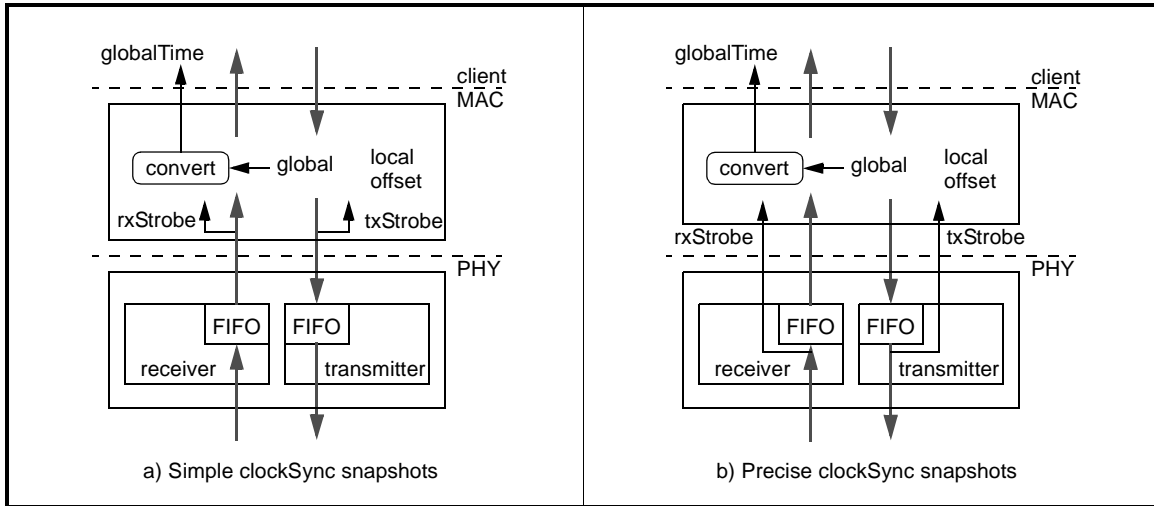 globalTime
client
MAC
convert
global
local
offset
rxStrobe
txStrobe
PHY
FIFO
FIFO
receiver
transmitter
a) Simple clockSync snapshots
globalTime
client
MAC
convert
global
local
offset
rxStrobe
txStrobe
PHY
FIFO
FIFO
receiver
transmitter
b) Precise clockSync snapshots